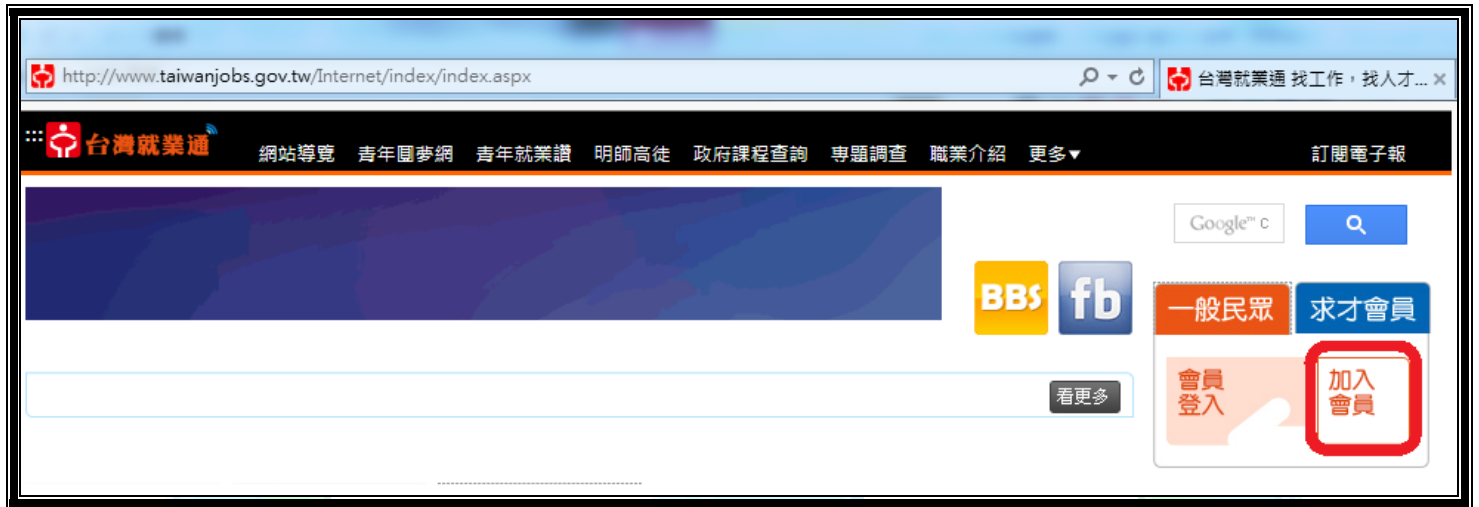 http://www.taiwanjobs.gov.tw/Internet/index/index.aspx
台灣就業通 找工作，找人才...
:::
台灣就業通
網站導覽 青年圓夢網 青年就業讚 明師高徒 政府課程查詢 專題調查 職業介紹 更多▼ 訂閱電子報
Google™ C
BBS fb
一般民眾 求才會員
會員
登入
加入
會員
看更多